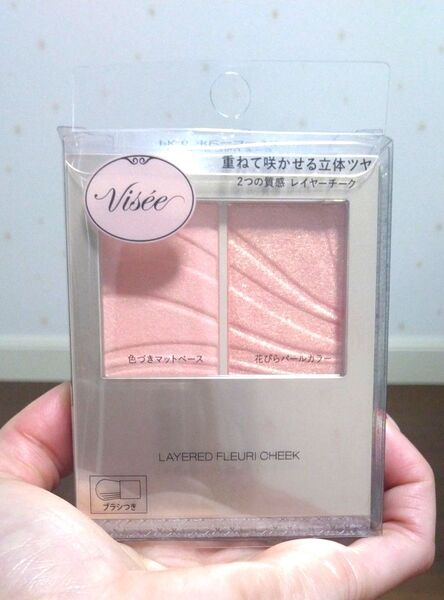 Visée
重ねて咲かせる立体ツヤ
2つの質感 レイヤーチーク
色づきマットベース
花びらパールカラー
LAYERED FLEURI CHEEK
ブラシつき